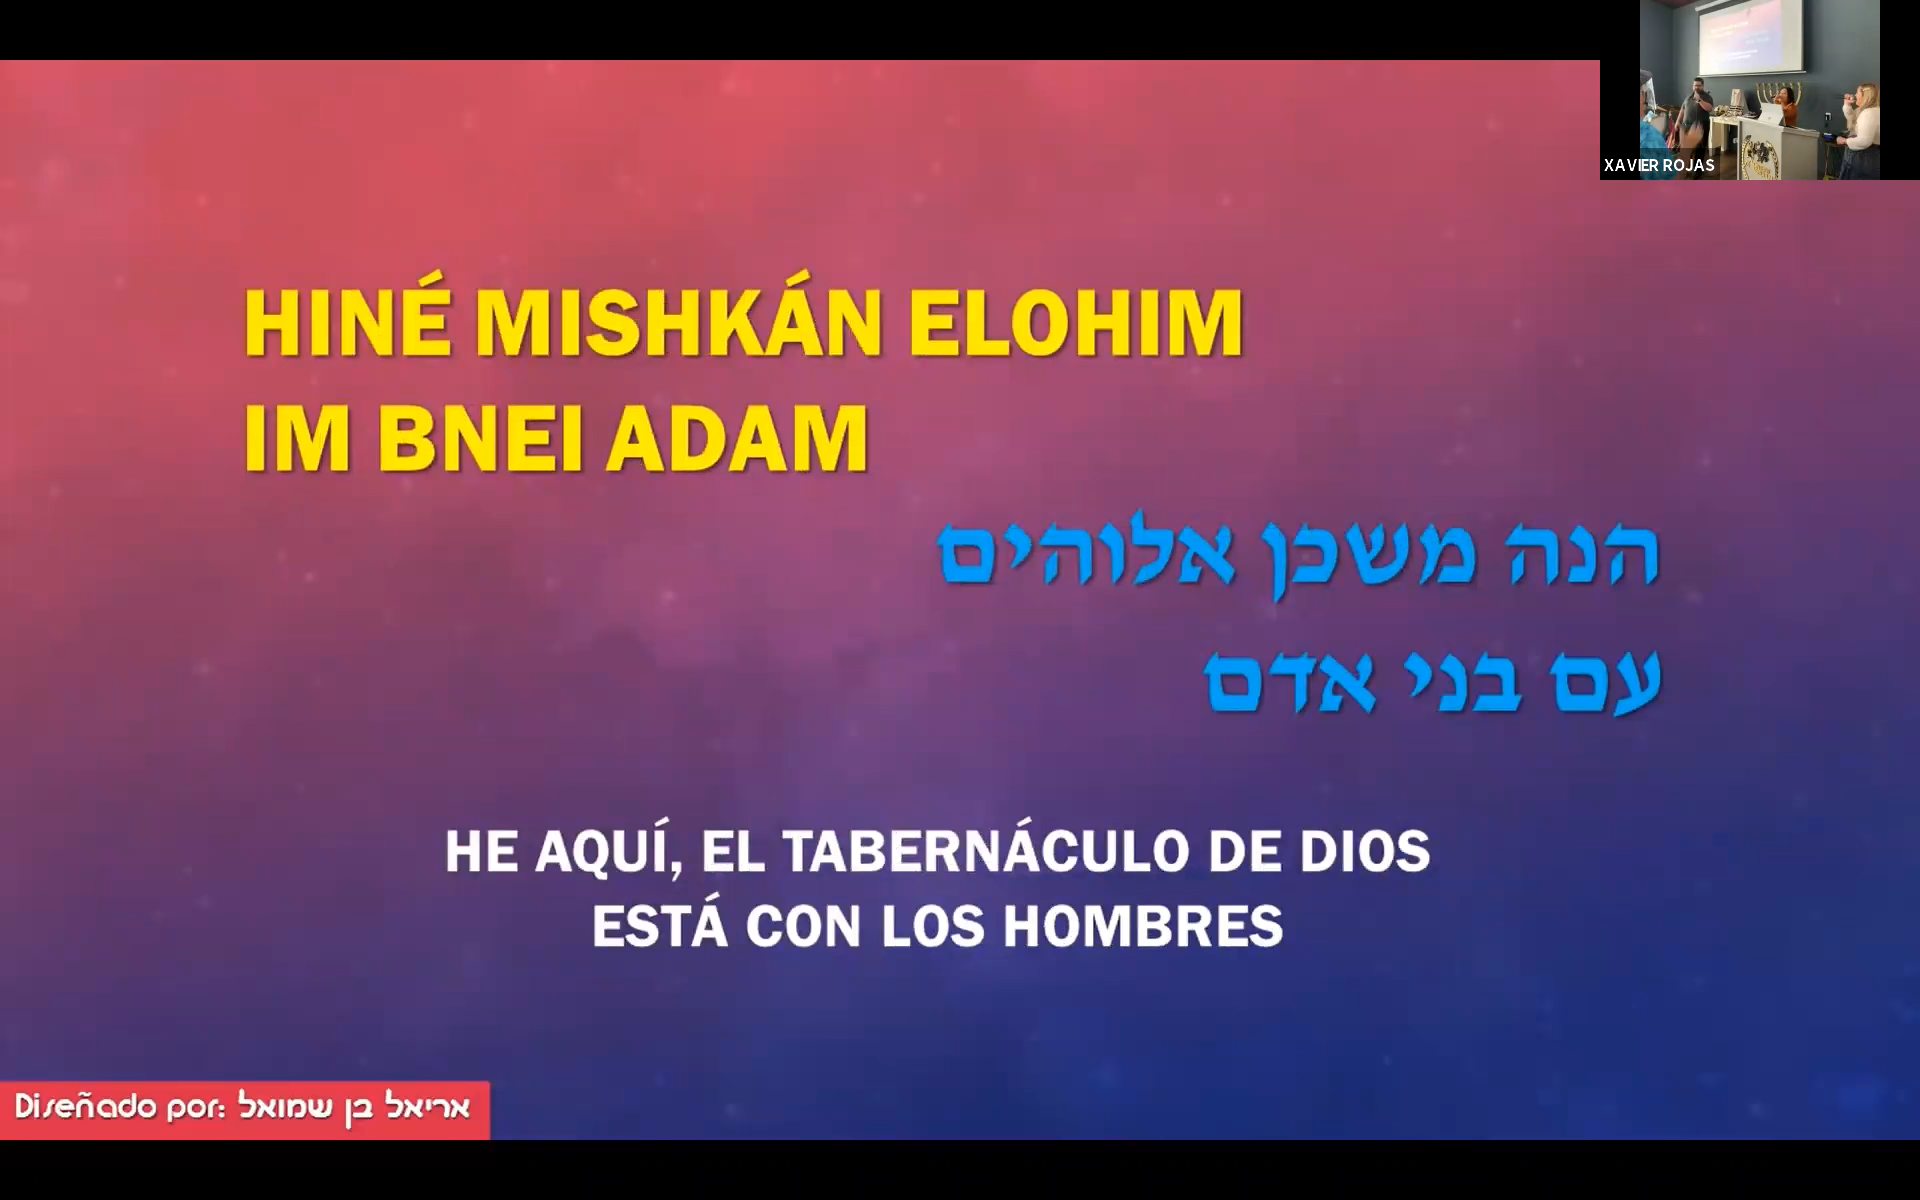 XAVIER ROJAS
HINÉ MISHKÁN ELOHIM
IM BNEI ADAM
הנה משכן אלוהים
עם בני אדם
HE AQUÍ, EL TABERNÁCULO DE DIOS
ESTÁ CON LOS HOMBRES
Diseñado por: אריאל בן שמואל